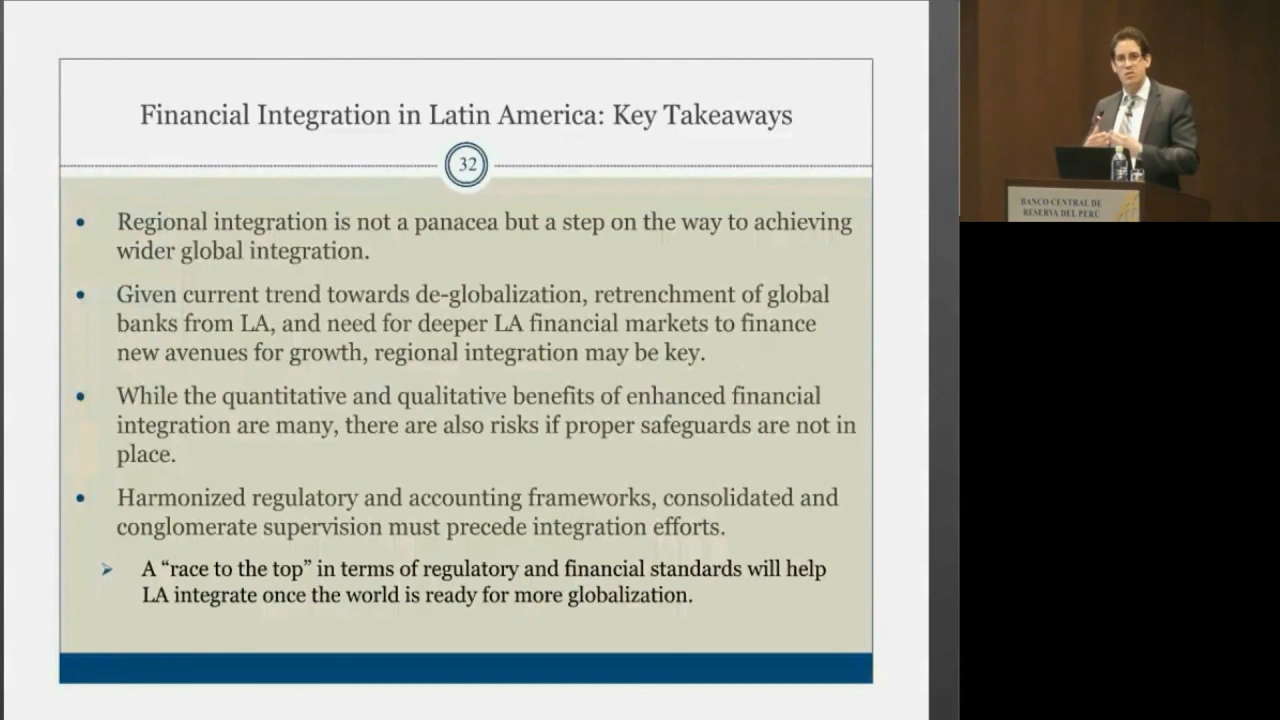 Financial Integration in Latin America: Key Takeaways
32
• Regional integration is not a panacea but a step on the way to achieving
wider global integration.
• Given current trend towards de-globalization, retrenchment of global
banks from LA, and need for deeper LA financial markets to finance
new avenues for growth, regional integration may be key.
• While the quantitative and qualitative benefits of enhanced financial
integration are many, there are also risks if proper safeguards are not in
place.
• Harmonized regulatory and accounting frameworks, consolidated and
conglomerate supervision must precede integration efforts.
➢ A “race to the top” in terms of regulatory and financial standards will help
LA integrate once the world is ready for more globalization.
BANCO CENTRAL DE
RESERVA DEL PERÚ